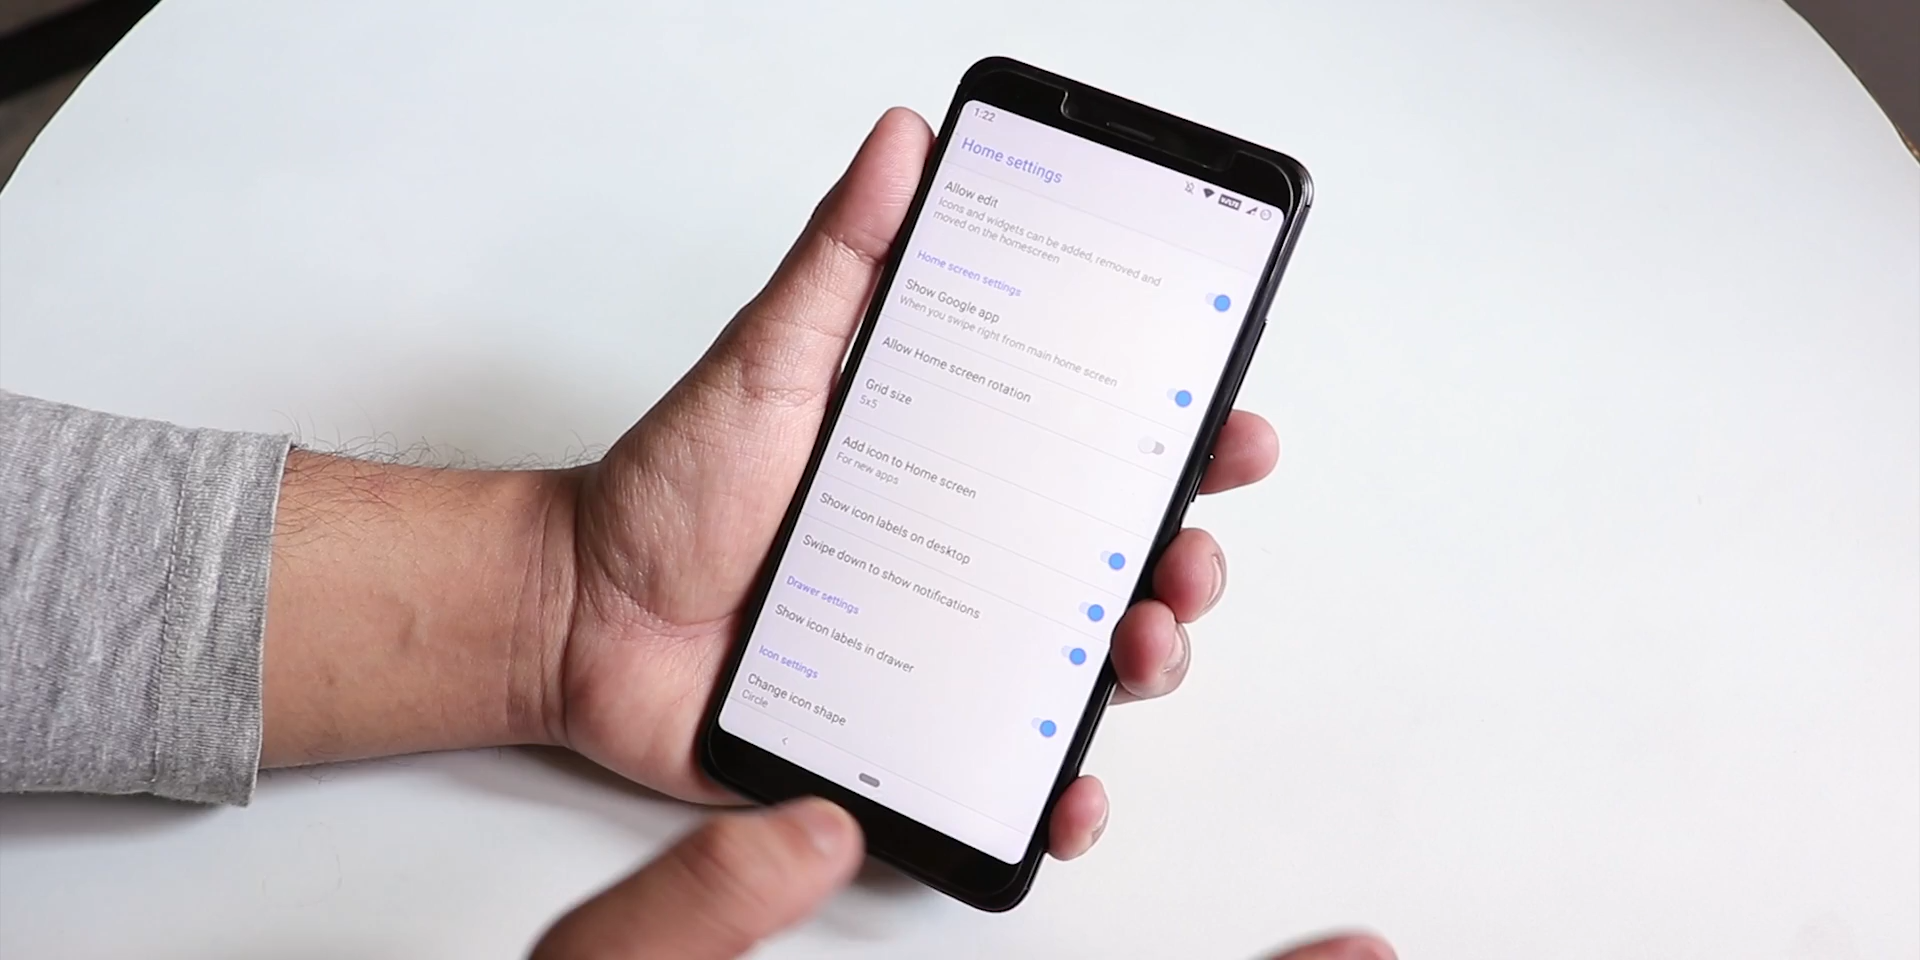 1:22
VoLTE
Home settings
Allow edit
Icons and widgets can be added, removed and
moved on the homescreen
Home screen settings
Show Google app
When you swipe right from main home screen
Allow Home screen rotation
Grid size
5x5
Add icon to Home screen
For new apps
Show icon labels on desktop
Swipe down to show notifications
Drawer settings
Show icon labels in drawer
Icon settings
Change icon shape
Circle